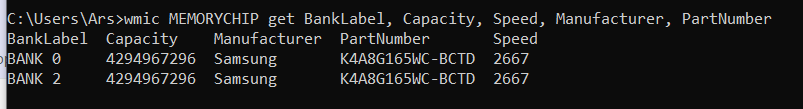 C:\Users\Ars>wmic MEMORYCHIP get BankLabel, Capacity, Speed, Manufacturer, PartNumber
BankLabel  Capacity    Manufacturer  PartNumber        Speed
BANK 0     4294967296  Samsung       K4A8G165WC-BCTD  2667
BANK 2     4294967296  Samsung       K4A8G165WC-BCTD  2667